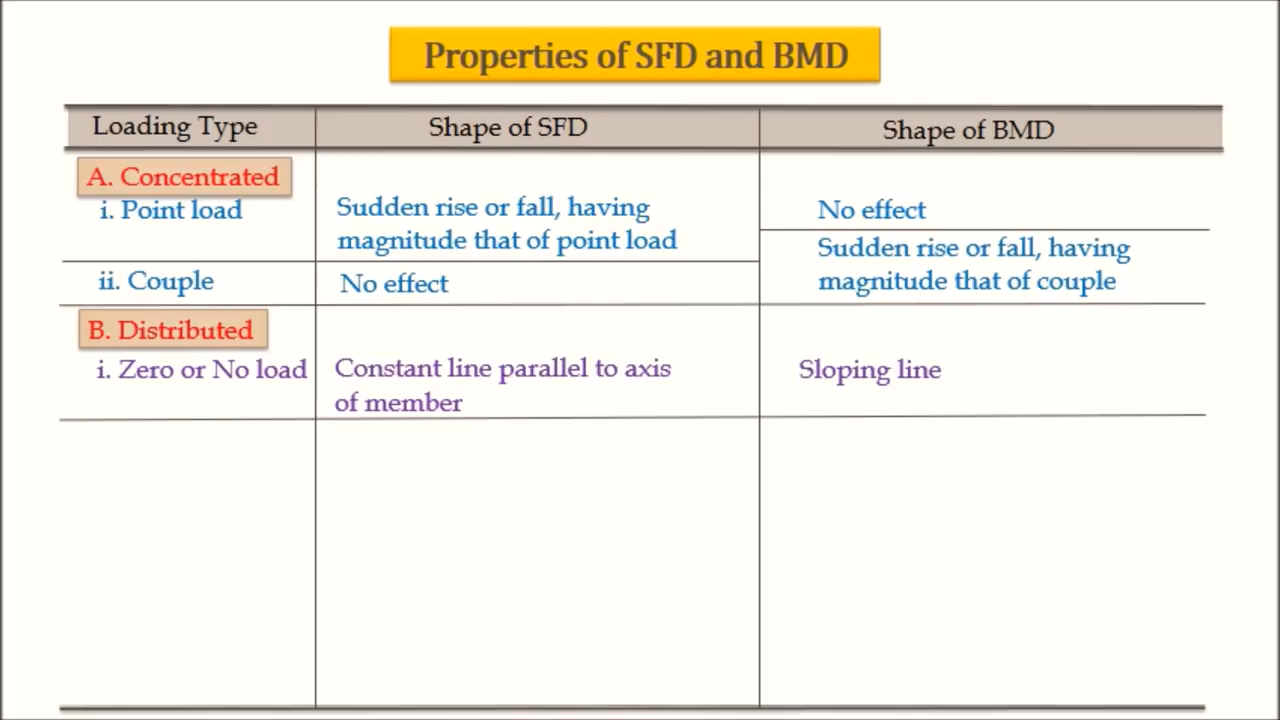 Properties of SFD and BMD
Loading Type
Shape of SFD
Shape of BMD
A. Concentrated
i. Point load
Sudden rise or fall, having
magnitude that of point load
No effect
ii. Couple
No effect
Sudden rise or fall, having
magnitude that of couple
B. Distributed
i. Zero or No load
Constant line parallel to axis
of member
Sloping line